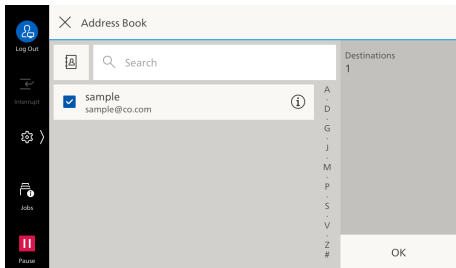 Log Out
Interrupt
Jobs
Pause
Address Book
Search
sample
sample@co.com
A
.
D
.
G
.
J
.
M
.
P
.
S
.
V
.
Z
#
Destinations
1
OK